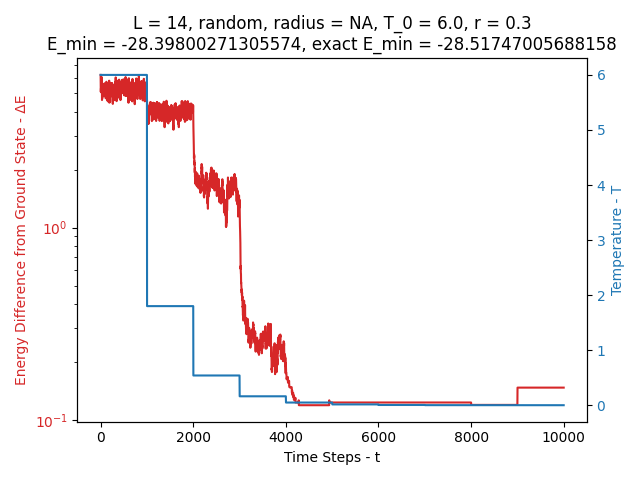 L = 14, random, radius = NA, T_0 = 6.0, r = 0.3
E_min = -28.39800271305574, exact E_min = -28.51747005688158
Energy Difference from Ground State - ΔE
10⁰
10⁻¹
6
5
4
3
2
1
0
Temperature - T
0 2000 4000 6000 8000 10000
Time Steps - t